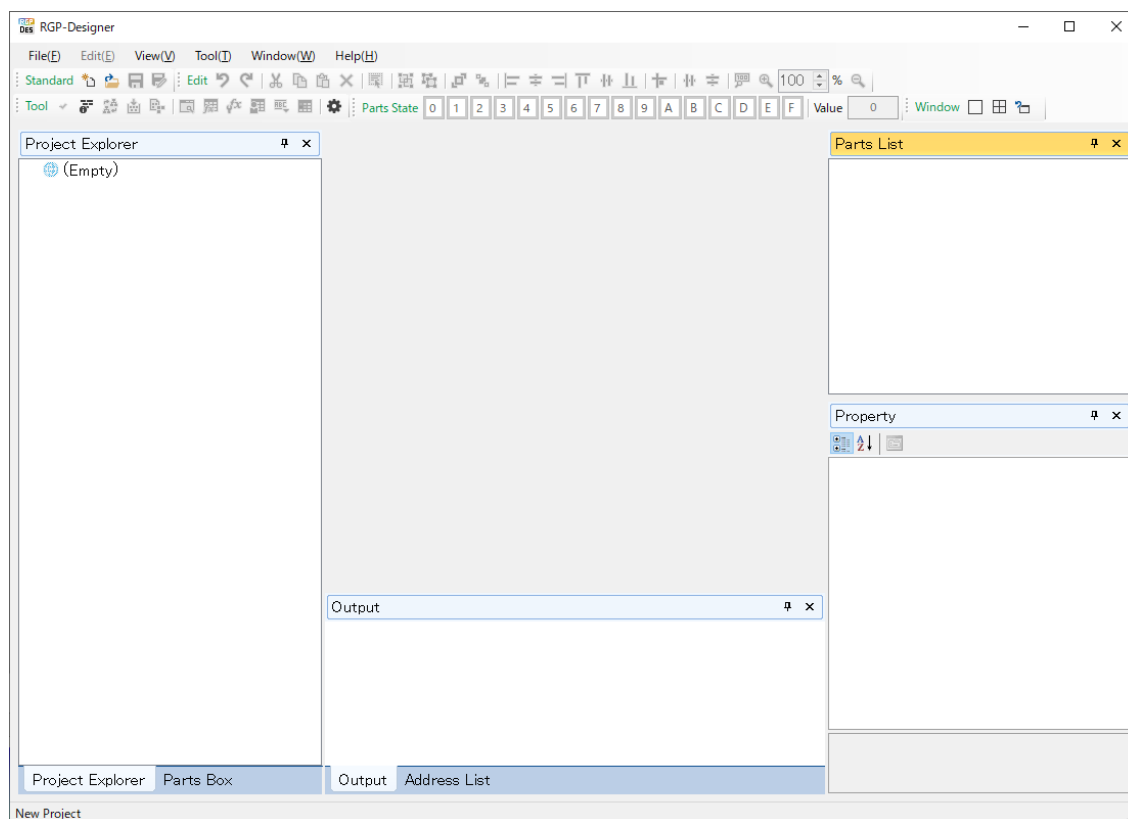 RGP DES RGP-Designer
File(F) Edit(E) View(V) Tool(T) Window(W) Help(H)
Standard Edit 100 %
Tool Parts State 0 1 2 3 4 5 6 7 8 9 A B C D E F Value 0 Window
Project Explorer
(Empty)
Parts List
Property
Output
Project Explorer Parts Box
Output Address List
New Project